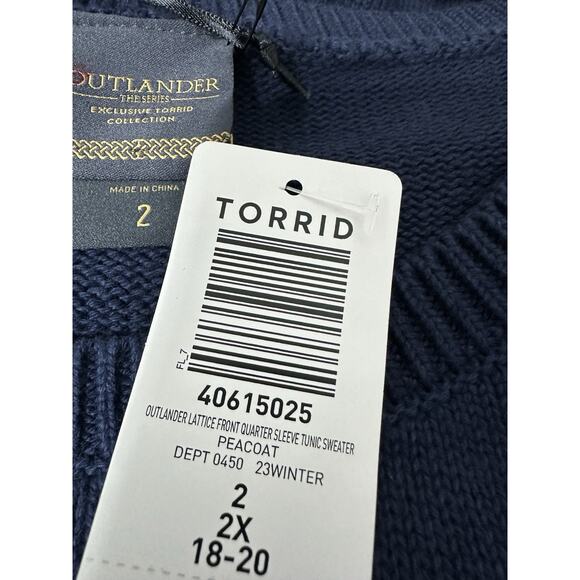 OUTLANDER
THE SERIES
EXCLUSIVE TORRID
COLLECTION
MADE IN CHINA
2
TORRID
FL_7
40615025
OUTLANDER LATTICE FRONT QUARTER SLEEVE TUNIC SWEATER
PEACOAT
DEPT 0450 23WINTER
2
2X
18-20